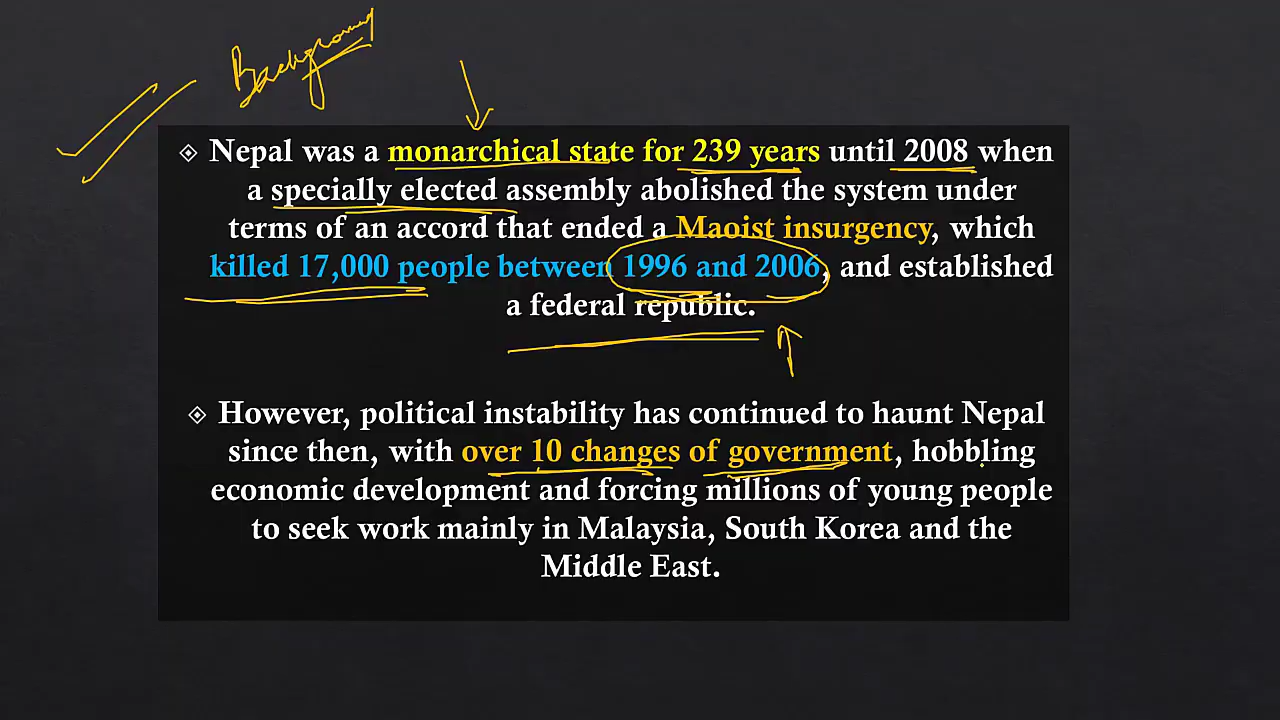 Background
Nepal was a monarchical state for 239 years until 2008 when
a specially elected assembly abolished the system under
terms of an accord that ended a Maoist insurgency, which
killed 17,000 people between 1996 and 2006, and established
a federal republic.
However, political instability has continued to haunt Nepal
since then, with over 10 changes of government, hobbling
economic development and forcing millions of young people
to seek work mainly in Malaysia, South Korea and the
Middle East.